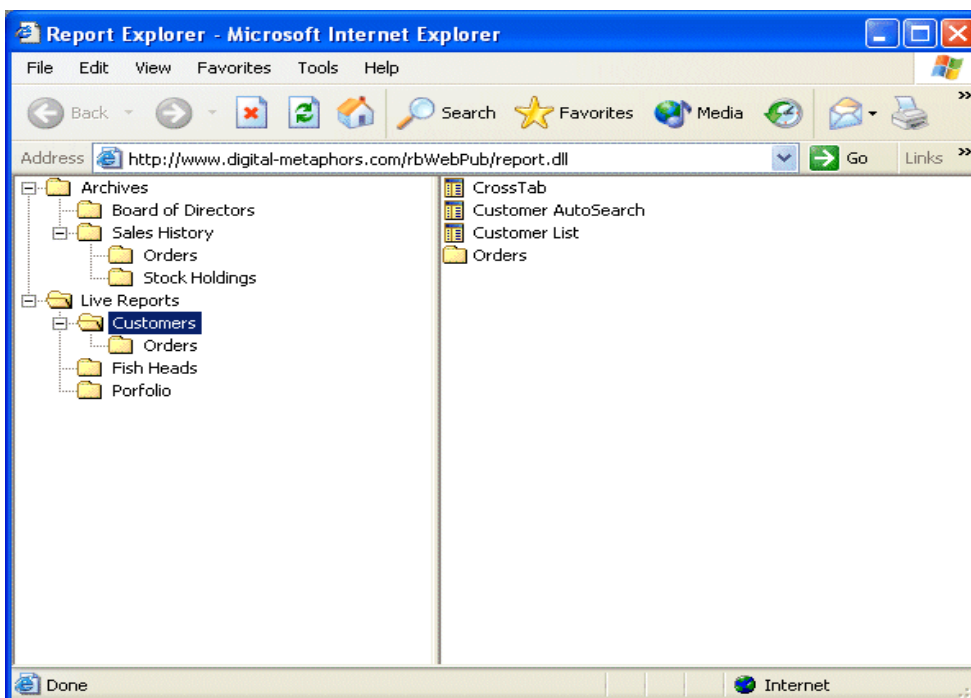 Report Explorer - Microsoft Internet Explorer
File Edit View Favorites Tools Help
Back Search Favorites Media »
Address http://www.digital-metaphors.com/rbWebPub/report.dll Go Links »
Archives
Board of Directors
Sales History
Orders
Stock Holdings
Live Reports
Customers
Orders
Fish Heads
Porfolio
CrossTab
Customer AutoSearch
Customer List
Orders
Done Internet